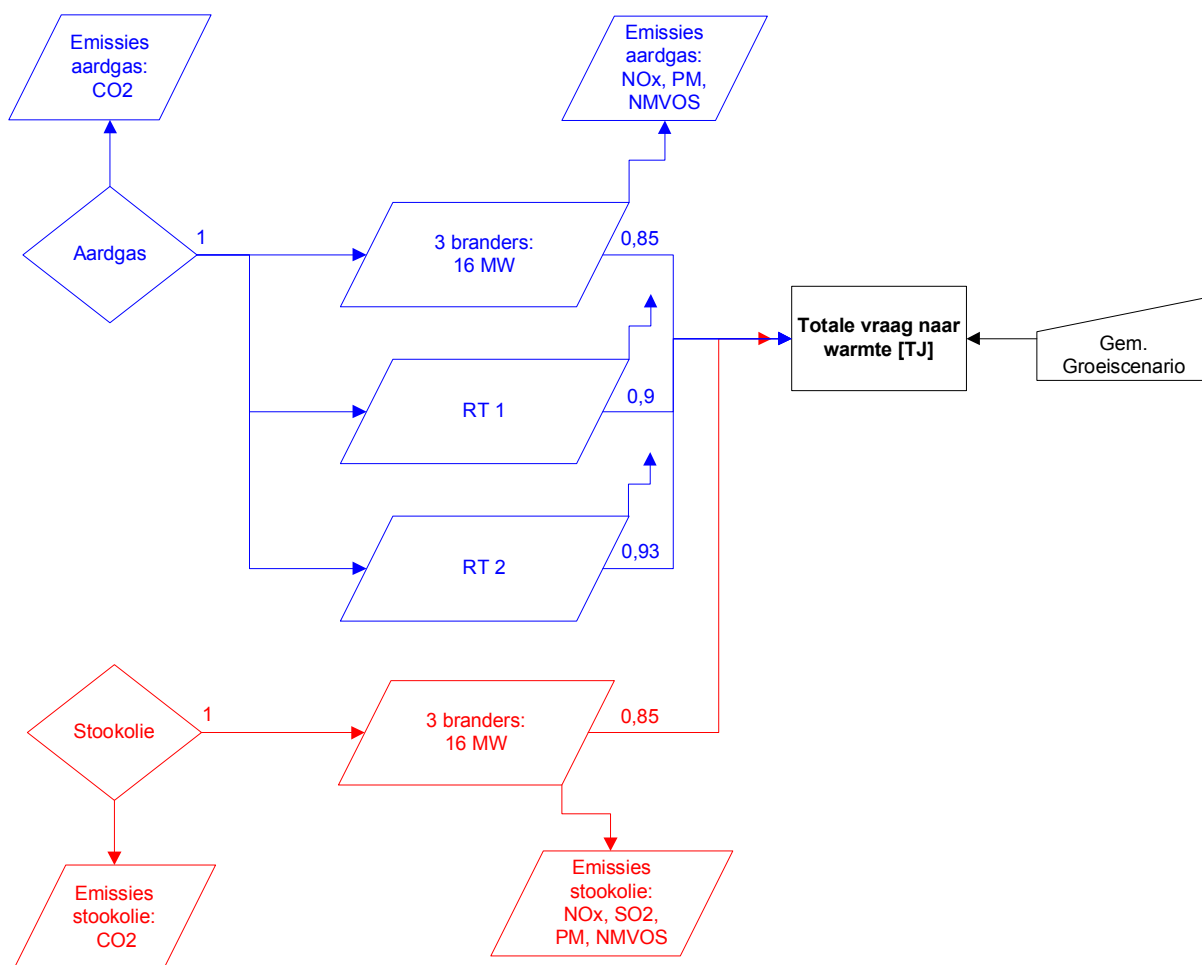 Emissies
aardgas:
CO2
Emissies
aardgas:
NOx, PM,
NMVOS
Aardgas
1
3 branders:
16 MW
0,85
RT 1
0,9
RT 2
0,93
Totale vraag naar
warmte [TJ]
Gem.
Groeiscenario
Stookolie
1
3 branders:
16 MW
0,85
Emissies
stookolie:
CO2
Emissies
stookolie:
NOx, SO2,
PM, NMVOS